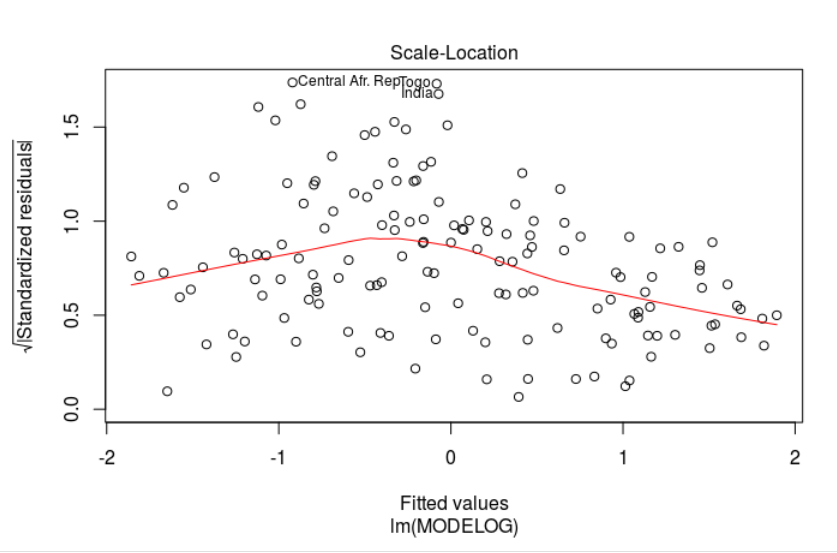 Scale-Location
√|Standardized residuals|
1.5
1.0
0.5
0.0
Central Afr. Rep
Togo
India
-2 -1 0 1 2
Fitted values
lm(MODELOG)